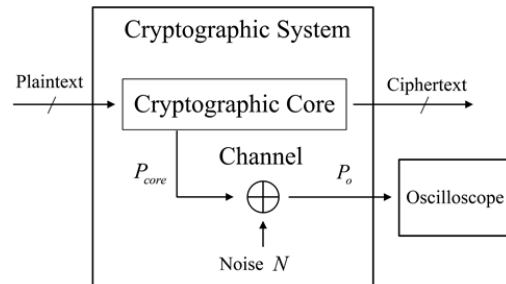 Cryptographic System
Plaintext
Cryptographic Core
Ciphertext
Channel
P_core
P_o
Oscilloscope
Noise N